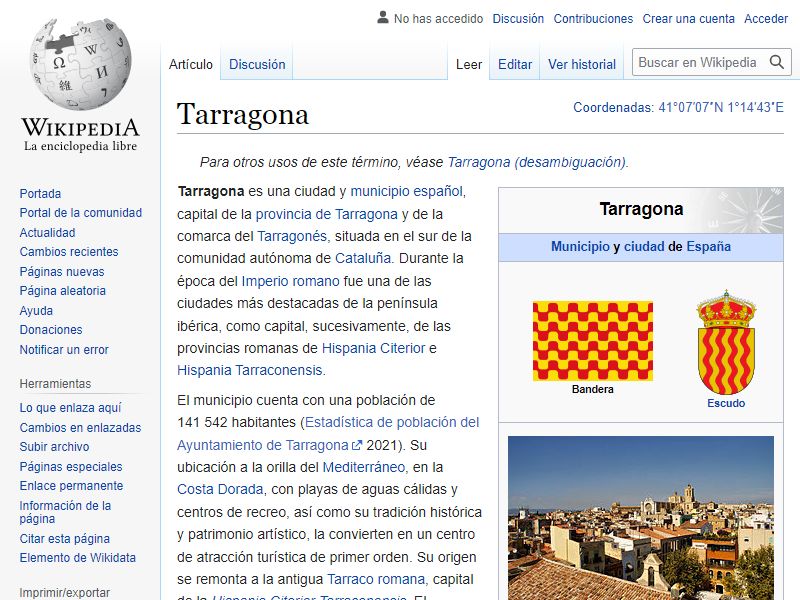 No has accedido Discusión Contribuciones Crear una cuenta Acceder
WIKIPEDIA
La enciclopedia libre
Artículo Discusión Leer Editar Ver historial Buscar en Wikipedia
Tarragona
Coordenadas: 41°07′07″N 1°14′43″E
Para otros usos de este término, véase Tarragona (desambiguación).
Portada
Portal de la comunidad
Actualidad
Cambios recientes
Páginas nuevas
Página aleatoria
Ayuda
Donaciones
Notificar un error
Herramientas
Lo que enlaza aquí
Cambios en enlazadas
Subir archivo
Páginas especiales
Enlace permanente
Información de la
página
Citar esta página
Elemento de Wikidata
Imprimir/exportar
Tarragona es una ciudad y municipio español,
capital de la provincia de Tarragona y de la
comarca del Tarragonés, situada en el sur de la
comunidad autónoma de Cataluña. Durante la
época del Imperio romano fue una de las
ciudades más destacadas de la península
ibérica, como capital, sucesivamente, de las
provincias romanas de Hispania Citerior e
Hispania Tarraconensis.
El municipio cuenta con una población de
141 542 habitantes (Estadística de población del
Ayuntamiento de Tarragona 2021). Su
ubicación a la orilla del Mediterráneo, en la
Costa Dorada, con playas de aguas cálidas y
centros de recreo, así como su tradición histórica
y patrimonio artístico, la convierten en un centro
de atracción turística de primer orden. Su origen
se remonta a la antigua Tarraco romana, capital
de la Hispania Citerior Tarraconensis. El
Tarragona
Municipio y ciudad de España
Bandera
Escudo